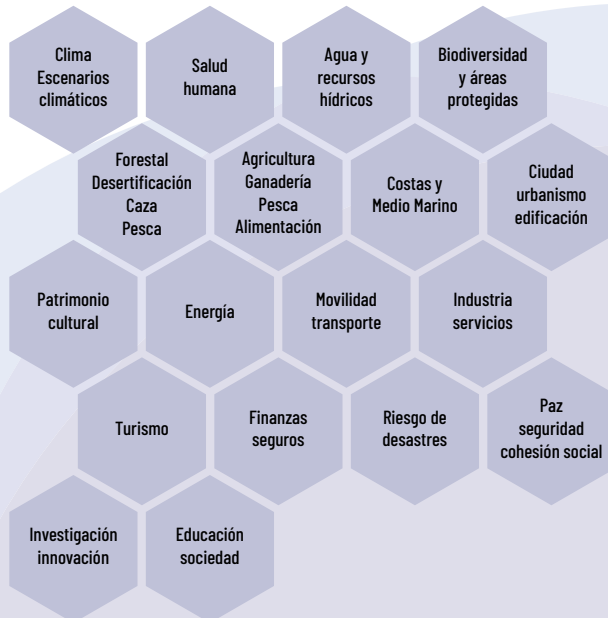 Clima
Escenarios
climáticos
Salud
humana
Agua y
recursos
hídricos
Biodiversidad
y áreas
protegidas
Forestal
Desertificación
Caza
Pesca
Agricultura
Ganadería
Pesca
Alimentación
Costas y
Medio Marino
Ciudad
urbanismo
edificación
Patrimonio
cultural
Energía
Movilidad
transporte
Industria
servicios
Turismo
Finanzas
seguros
Riesgo de
desastres
Paz
seguridad
cohesión social
Investigación
innovación
Educación
sociedad